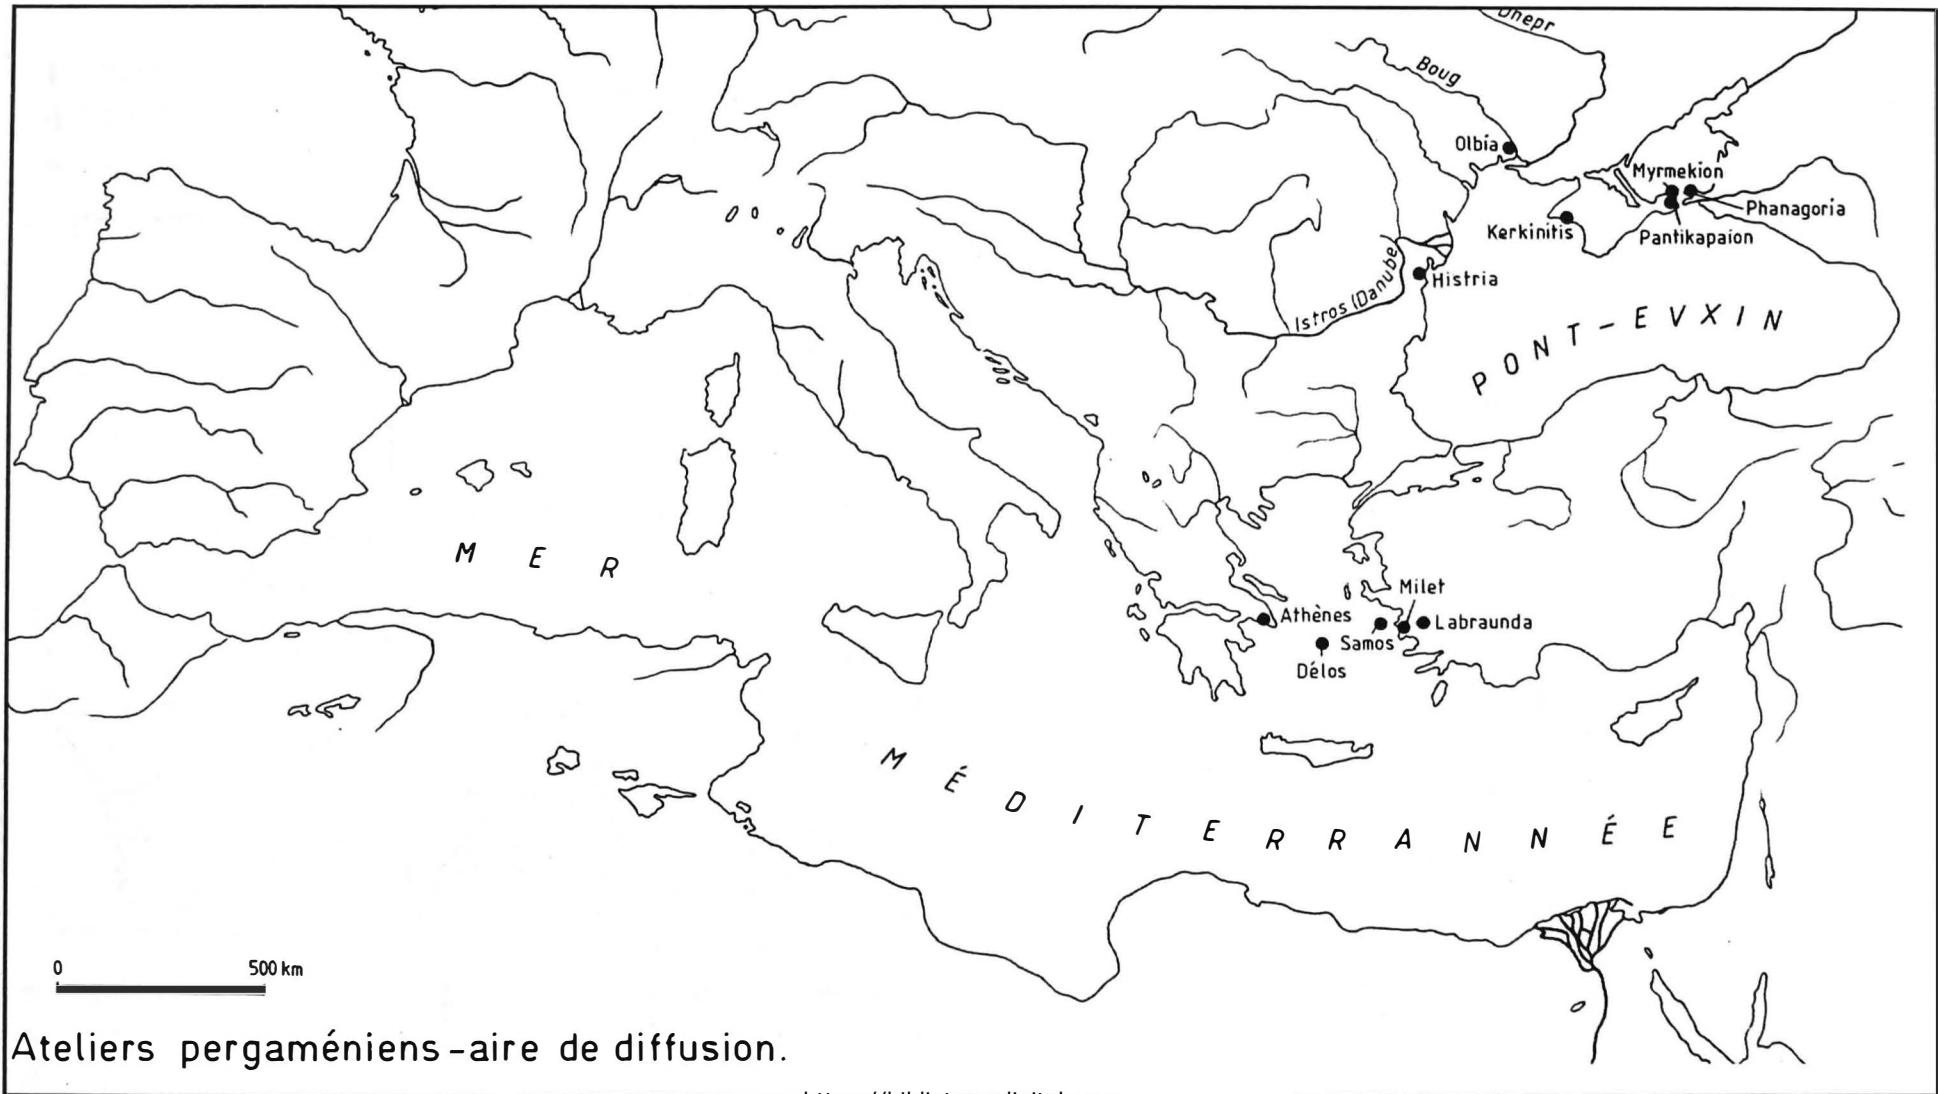 Dnepr
Boug
Olbia
Myrmekion
Phanagoria
Kerkinitis
Pantikapaion
Histria
Istros (Danube
PONT-EVXIN
MER
Milet
Athènes
Labraunda
Samos
Délos
MÉDITERRANNÉE
0 500 km
Ateliers pergaméniens-aire de diffusion.